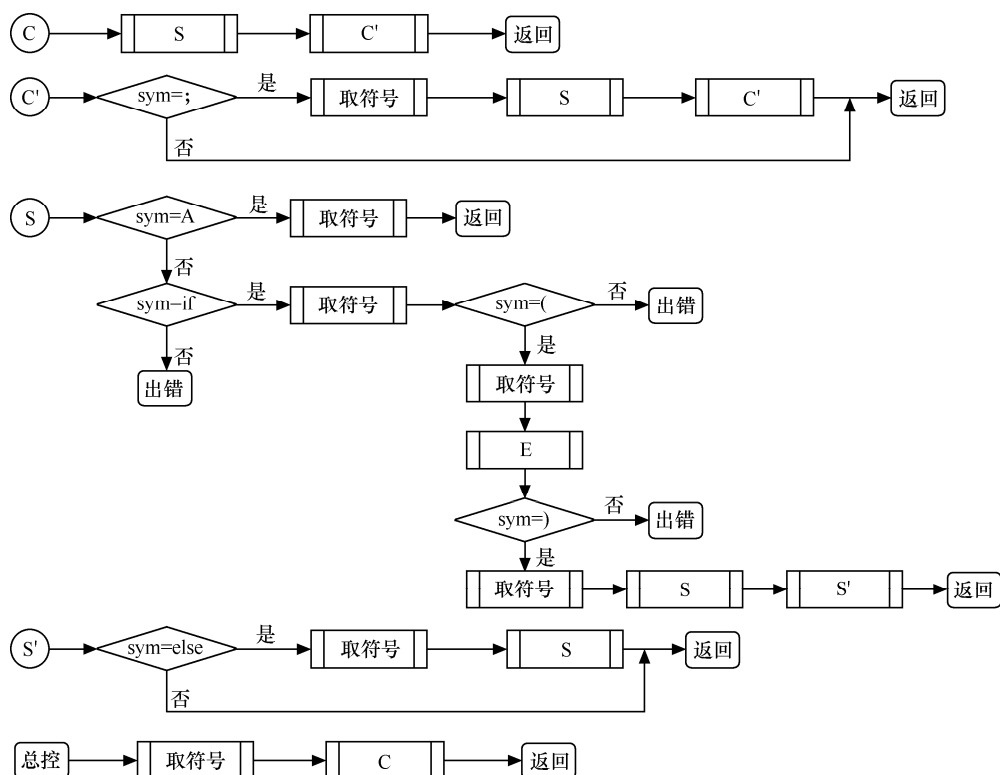 C S C' 返回
C' sym=； 是 取符号 S C' 返回
否
S sym=A 是 取符号 返回
否
sym–if 是 取符号 sym=( 否 出错
否 是
出错 取符号
E
sym=) 否 出错
是
取符号 S S' 返回
S' sym=else 是 取符号 S 返回
否
总控 取符号 C 返回